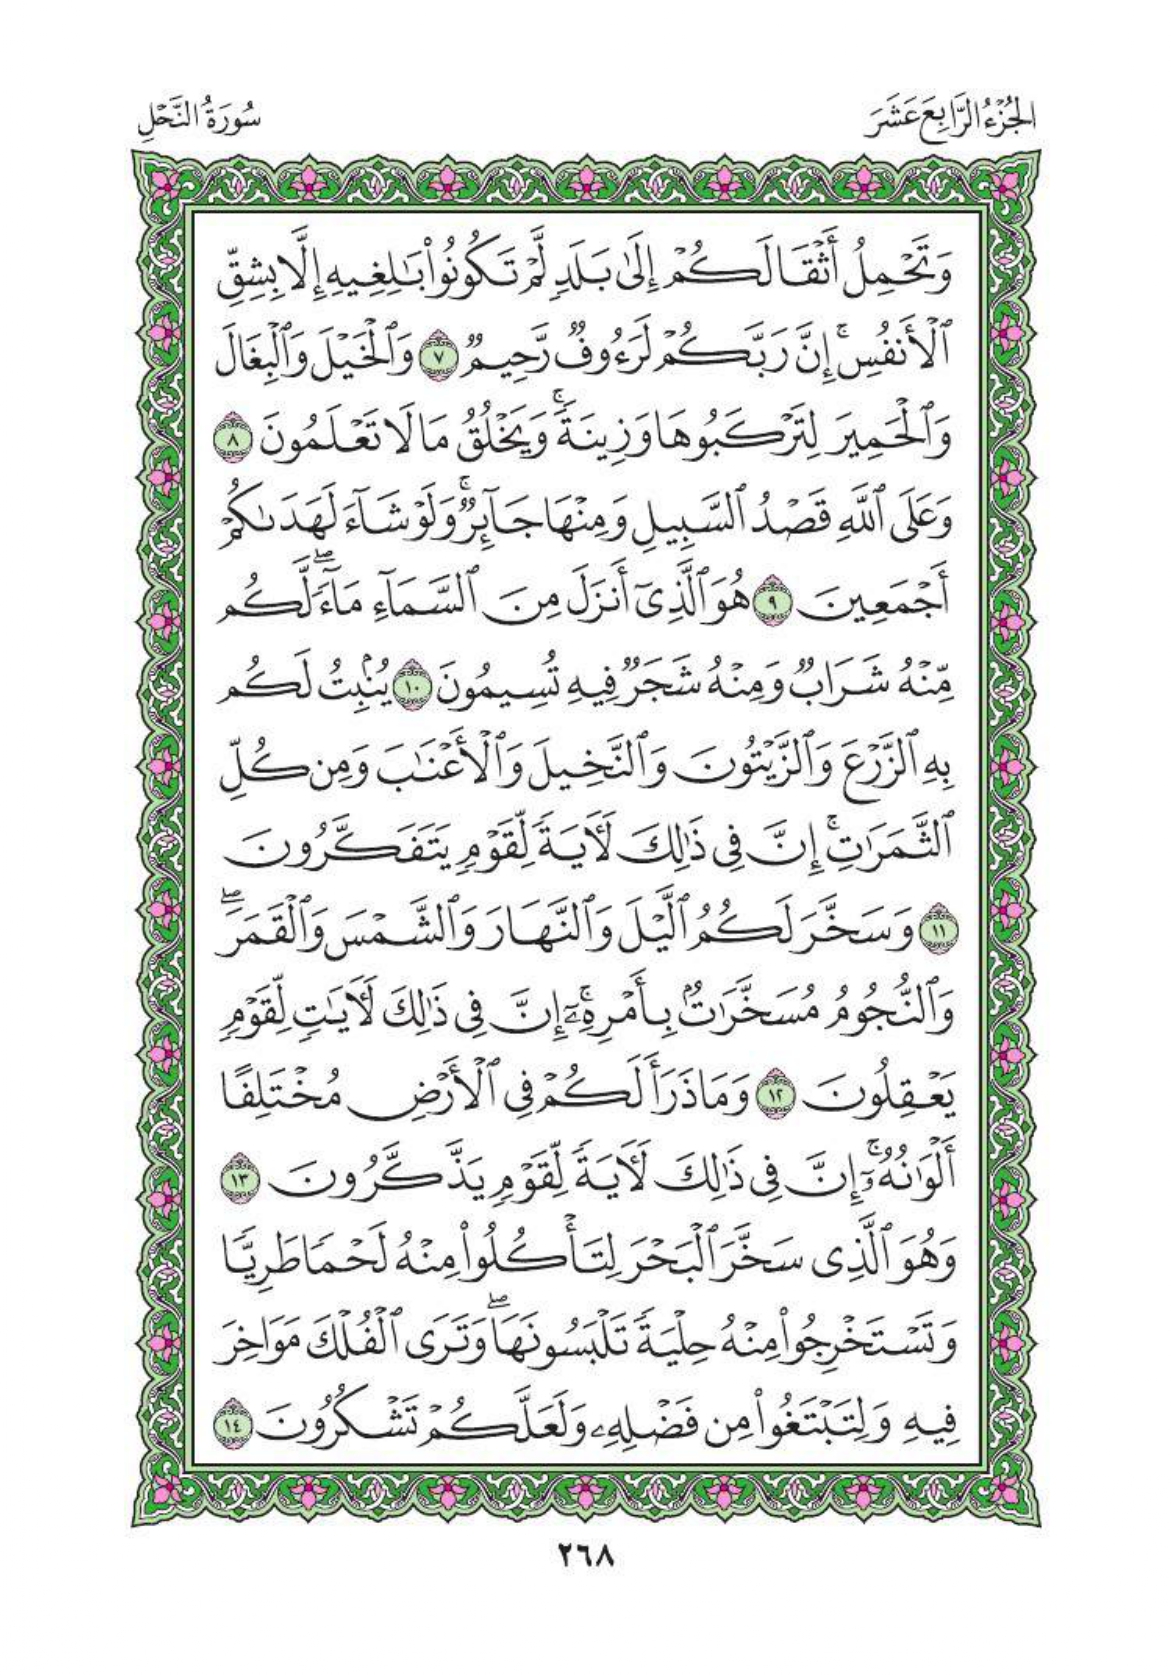 الجُزْءُ الرَّابِعَ عَشَرَ
سُورَةُ النَّحْلِ
وَتَحْمِلُ أَثْقَالَكُمْ إِلَىٰ بَلَدٍ لَّمْ تَكُونُوا۟ بَـٰلِغِيهِ إِلَّا بِشِقِّ
ٱلْأَنفُسِ ۚ إِنَّ رَبَّكُمْ لَرَءُوفٌ رَّحِيمٌ ٧ وَٱلْخَيْلَ وَٱلْبِغَالَ
وَٱلْحَمِيرَ لِتَرْكَبُوهَا وَزِينَةً ۚ وَيَخْلُقُ مَا لَا تَعْلَمُونَ ٨
وَعَلَى ٱللَّهِ قَصْدُ ٱلسَّبِيلِ وَمِنْهَا جَآئِرٌ ۚ وَلَوْ شَآءَ لَهَدَىٰكُمْ
أَجْمَعِينَ ٩ هُوَ ٱلَّذِىٓ أَنزَلَ مِنَ ٱلسَّمَآءِ مَآءً ۖ لَّكُم
مِّنْهُ شَرَابٌ وَمِنْهُ شَجَرٌ فِيهِ تُسِيمُونَ ١٠ يُنۢبِتُ لَكُم
بِهِ ٱلزَّرْعَ وَٱلزَّيْتُونَ وَٱلنَّخِيلَ وَٱلْأَعْنَـٰبَ وَمِن كُلِّ
ٱلثَّمَرَٰتِ ۗ إِنَّ فِى ذَٰلِكَ لَـَٔايَةً لِّقَوْمٍ يَتَفَكَّرُونَ
١١ وَسَخَّرَ لَكُمُ ٱلَّيْلَ وَٱلنَّهَارَ وَٱلشَّمْسَ وَٱلْقَمَرَ ۖ
وَٱلنُّجُومُ مُسَخَّرَٰتٌۢ بِأَمْرِهِۦٓ ۗ إِنَّ فِى ذَٰلِكَ لَـَٔايَـٰتٍ لِّقَوْمٍ
يَعْقِلُونَ ١٢ وَمَا ذَرَأَ لَكُمْ فِى ٱلْأَرْضِ مُخْتَلِفًا
أَلْوَٰنُهُۥٓ ۗ إِنَّ فِى ذَٰلِكَ لَـَٔايَةً لِّقَوْمٍ يَذَّكَّرُونَ ١٣
وَهُوَ ٱلَّذِى سَخَّرَ ٱلْبَحْرَ لِتَأْكُلُوا۟ مِنْهُ لَحْمًا طَرِيًّا
وَتَسْتَخْرِجُوا۟ مِنْهُ حِلْيَةً تَلْبَسُونَهَا ۖ وَتَرَى ٱلْفُلْكَ مَوَاخِرَ
فِيهِ وَلِتَبْتَغُوا۟ مِن فَضْلِهِۦ وَلَعَلَّكُمْ تَشْكُرُونَ ١٤
٢٦٨